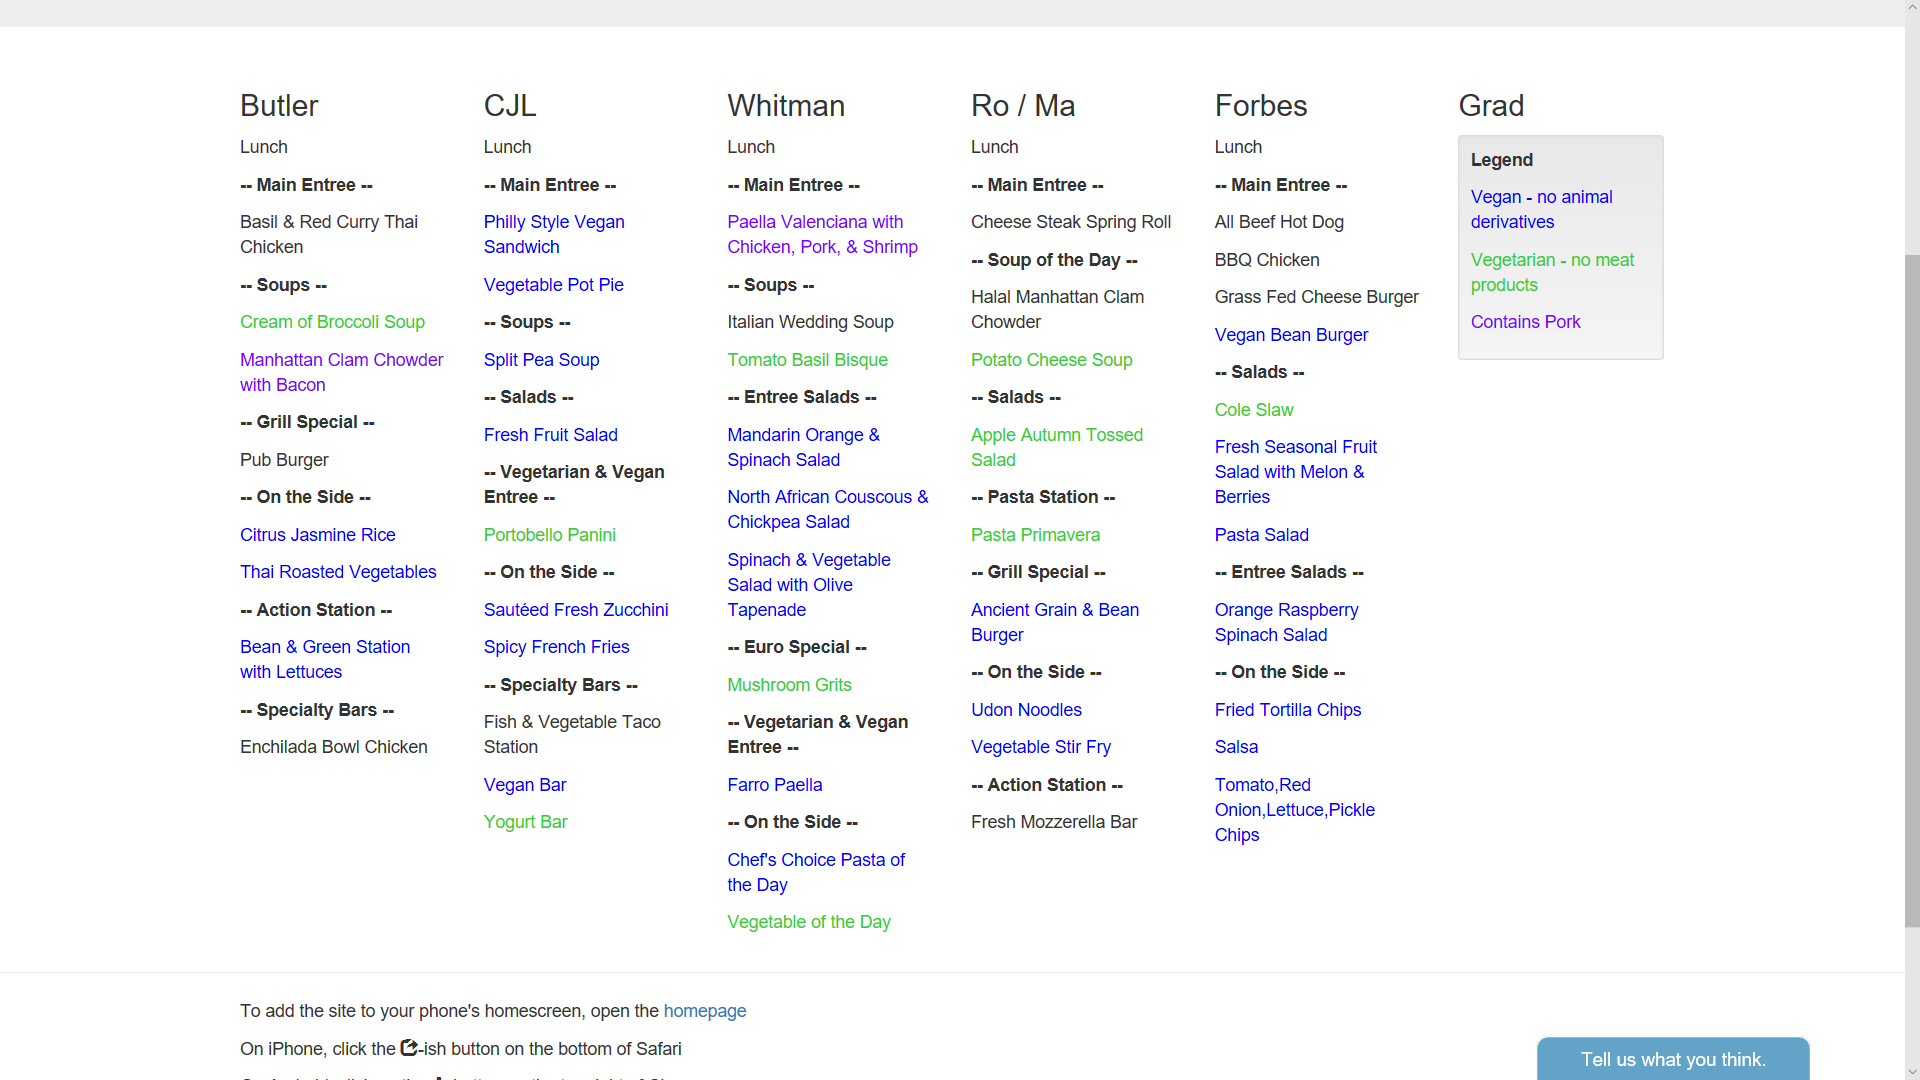 Butler
Lunch
-- Main Entree --
Basil & Red Curry Thai
Chicken
-- Soups --
Cream of Broccoli Soup
Manhattan Clam Chowder
with Bacon
-- Grill Special --
Pub Burger
-- On the Side --
Citrus Jasmine Rice
Thai Roasted Vegetables
-- Action Station --
Bean & Green Station
with Lettuces
-- Specialty Bars --
Enchilada Bowl Chicken
CJL
Lunch
-- Main Entree --
Philly Style Vegan
Sandwich
Vegetable Pot Pie
-- Soups --
Split Pea Soup
-- Salads --
Fresh Fruit Salad
-- Vegetarian & Vegan
Entree --
Portobello Panini
-- On the Side --
Sautéed Fresh Zucchini
Spicy French Fries
-- Specialty Bars --
Fish & Vegetable Taco
Station
Vegan Bar
Yogurt Bar
Whitman
Lunch
-- Main Entree --
Paella Valenciana with
Chicken, Pork, & Shrimp
-- Soups --
Italian Wedding Soup
Tomato Basil Bisque
-- Entree Salads --
Mandarin Orange &
Spinach Salad
North African Couscous &
Chickpea Salad
Spinach & Vegetable
Salad with Olive
Tapenade
-- Euro Special --
Mushroom Grits
-- Vegetarian & Vegan
Entree --
Farro Paella
-- On the Side --
Chef's Choice Pasta of
the Day
Vegetable of the Day
Ro / Ma
Lunch
-- Main Entree --
Cheese Steak Spring Roll
-- Soup of the Day --
Halal Manhattan Clam
Chowder
Potato Cheese Soup
-- Salads --
Apple Autumn Tossed
Salad
-- Pasta Station --
Pasta Primavera
-- Grill Special --
Ancient Grain & Bean
Burger
-- On the Side --
Udon Noodles
Vegetable Stir Fry
-- Action Station --
Fresh Mozzerella Bar
Forbes
Lunch
-- Main Entree --
All Beef Hot Dog
BBQ Chicken
Grass Fed Cheese Burger
Vegan Bean Burger
-- Salads --
Cole Slaw
Fresh Seasonal Fruit
Salad with Melon &
Berries
Pasta Salad
-- Entree Salads --
Orange Raspberry
Spinach Salad
-- On the Side --
Fried Tortilla Chips
Salsa
Tomato,Red
Onion,Lettuce,Pickle
Chips
Grad
Legend
Vegan - no animal
derivatives
Vegetarian - no meat
products
Contains Pork
To add the site to your phone's homescreen, open the homepage
On iPhone, click the -ish button on the bottom of Safari
Tell us what you think.